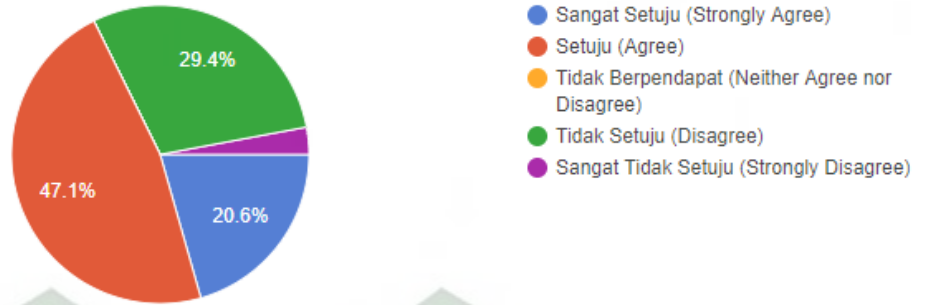 29.4%
47.1%
20.6%
Sangat Setuju (Strongly Agree)
Setuju (Agree)
Tidak Berpendapat (Neither Agree nor
Disagree)
Tidak Setuju (Disagree)
Sangat Tidak Setuju (Strongly Disagree)